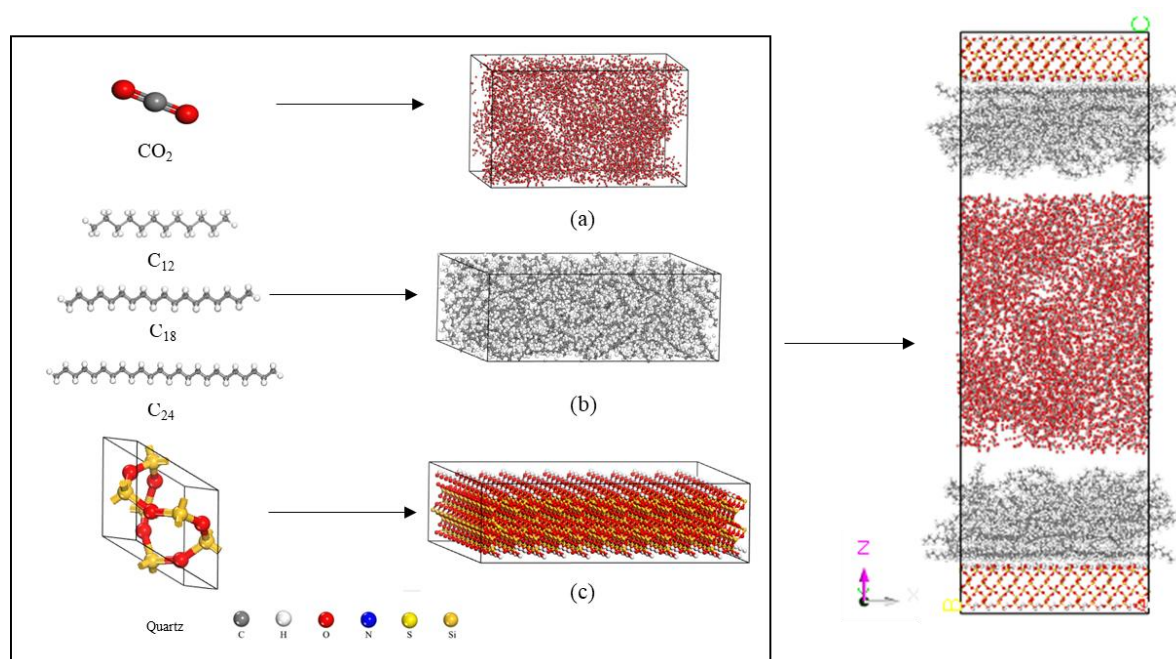 CO₂
(a)
C₁₂
C₁₈
C₂₄
(b)
(c)
Quartz
C H O N S Si
C
Z
X
B
A